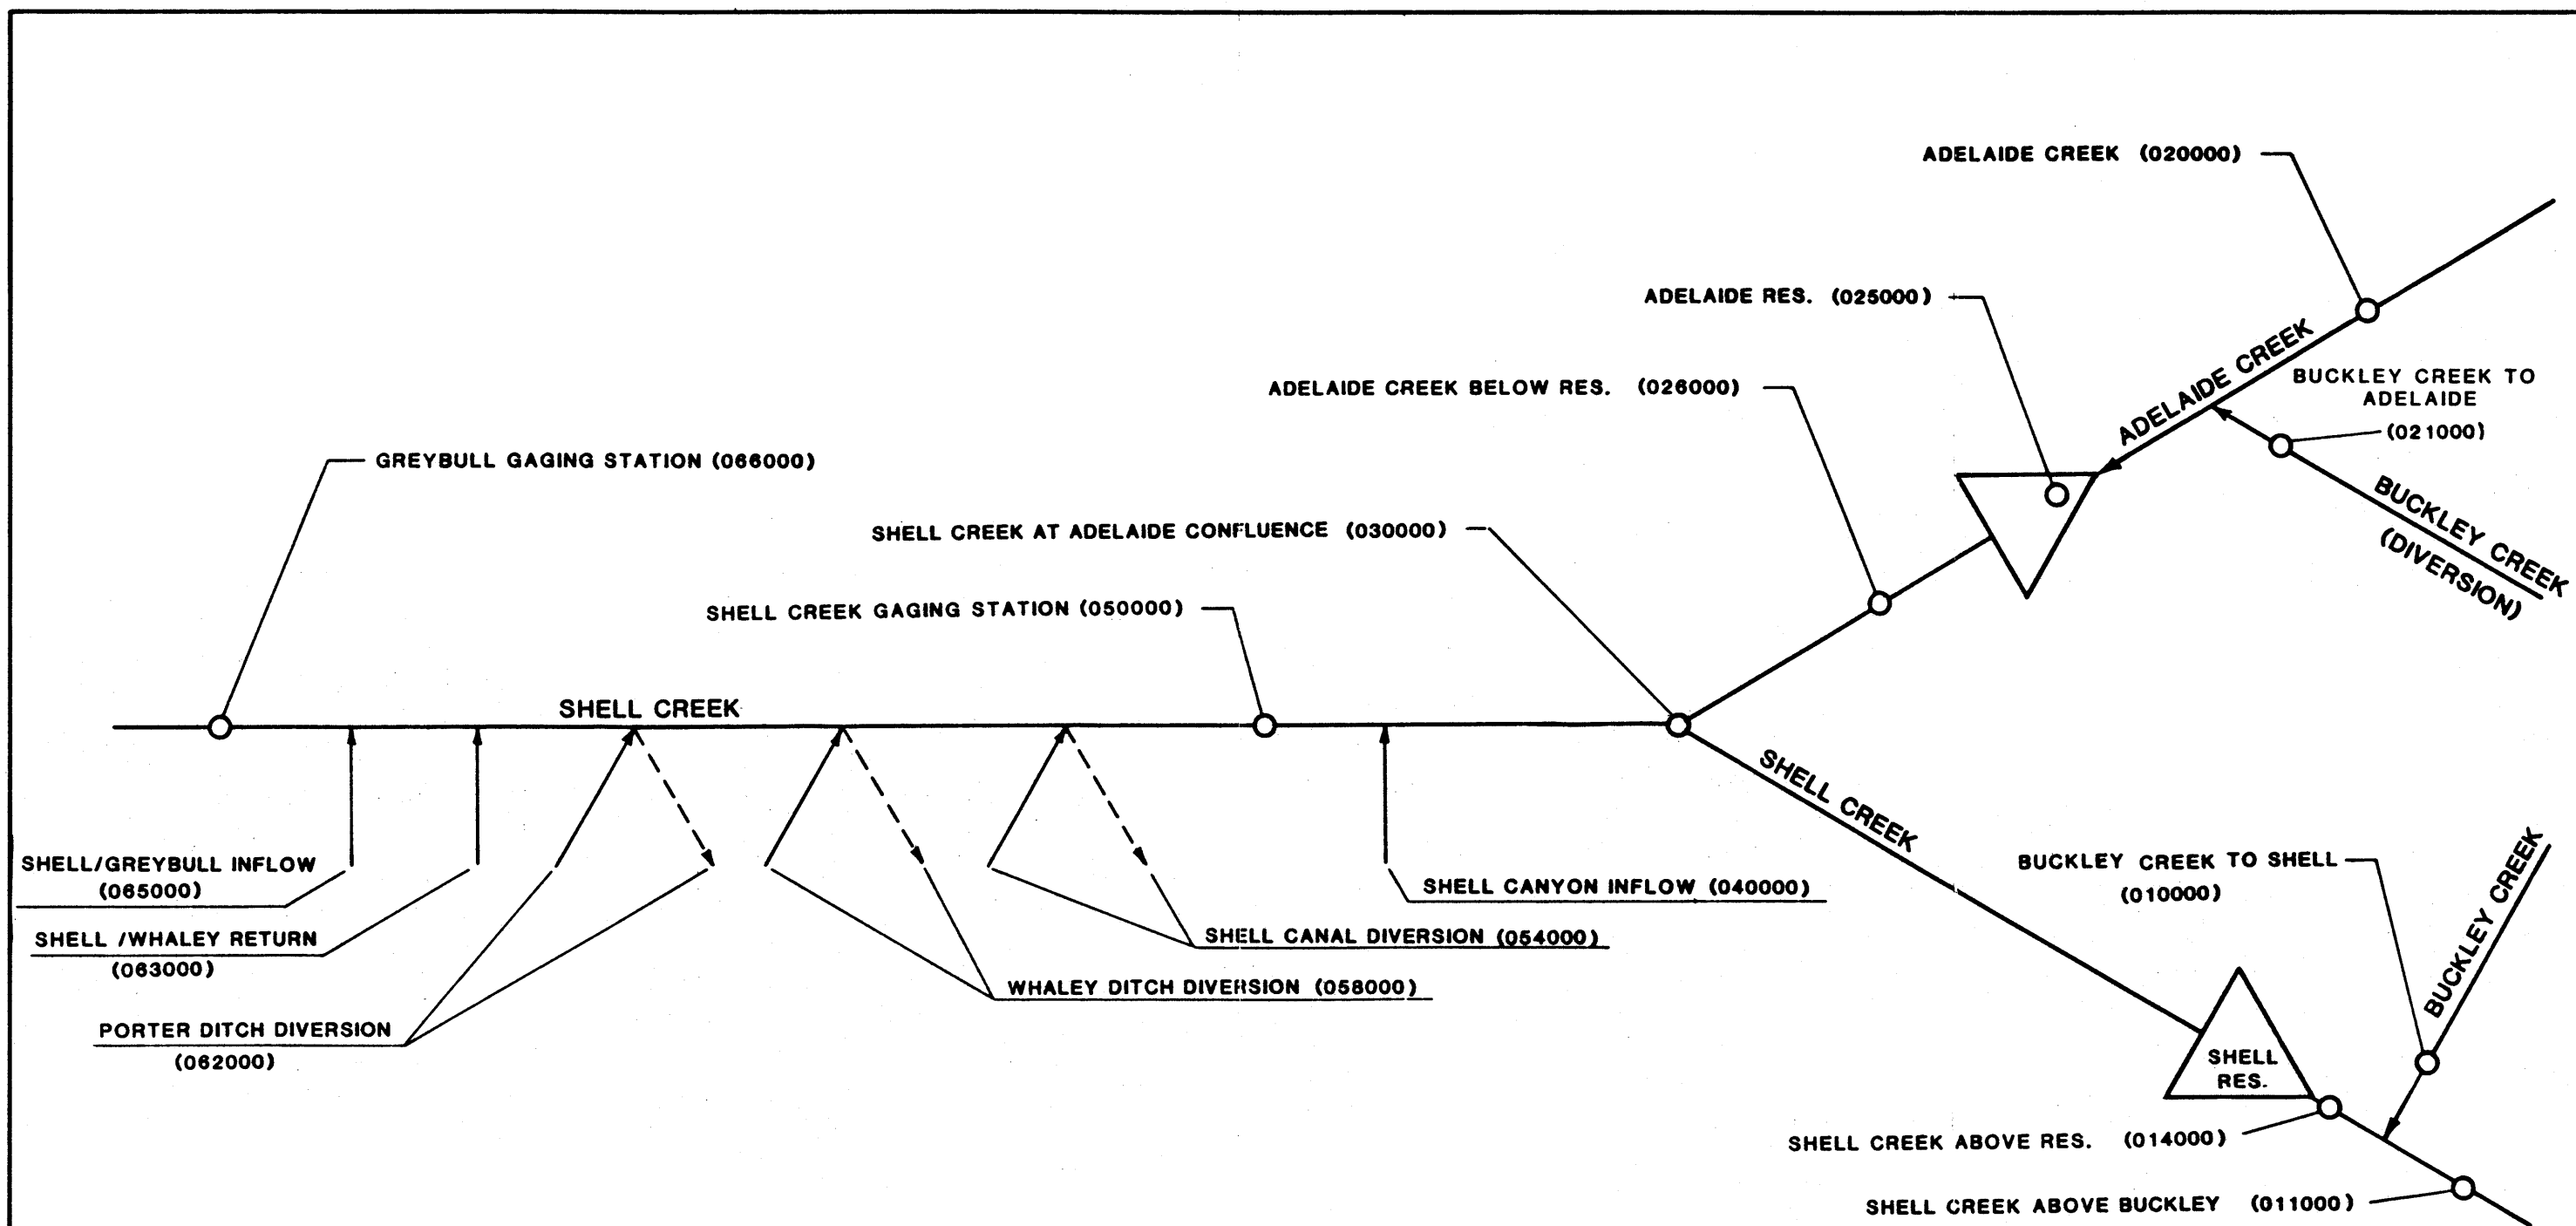 ADELAIDE CREEK (020000)
ADELAIDE RES. (025000)
ADELAIDE CREEK
BUCKLEY CREEK TO
ADELAIDE
(021000)
ADELAIDE CREEK BELOW RES. (026000)
GREYBULL GAGING STATION (066000)
BUCKLEY CREEK
(DIVERSION)
SHELL CREEK AT ADELAIDE CONFLUENCE (030000)
SHELL CREEK GAGING STATION (050000)
SHELL CREEK
SHELL CREEK
SHELL/GREYBULL INFLOW
(065000)
SHELL /WHALEY RETURN
(063000)
PORTER DITCH DIVERSION
(062000)
SHELL CANYON INFLOW (040000)
SHELL CANAL DIVERSION (054000)
WHALEY DITCH DIVERSION (058000)
BUCKLEY CREEK TO SHELL
(010000)
BUCKLEY CREEK
SHELL
RES.
SHELL CREEK ABOVE RES. (014000)
SHELL CREEK ABOVE BUCKLEY (011000)